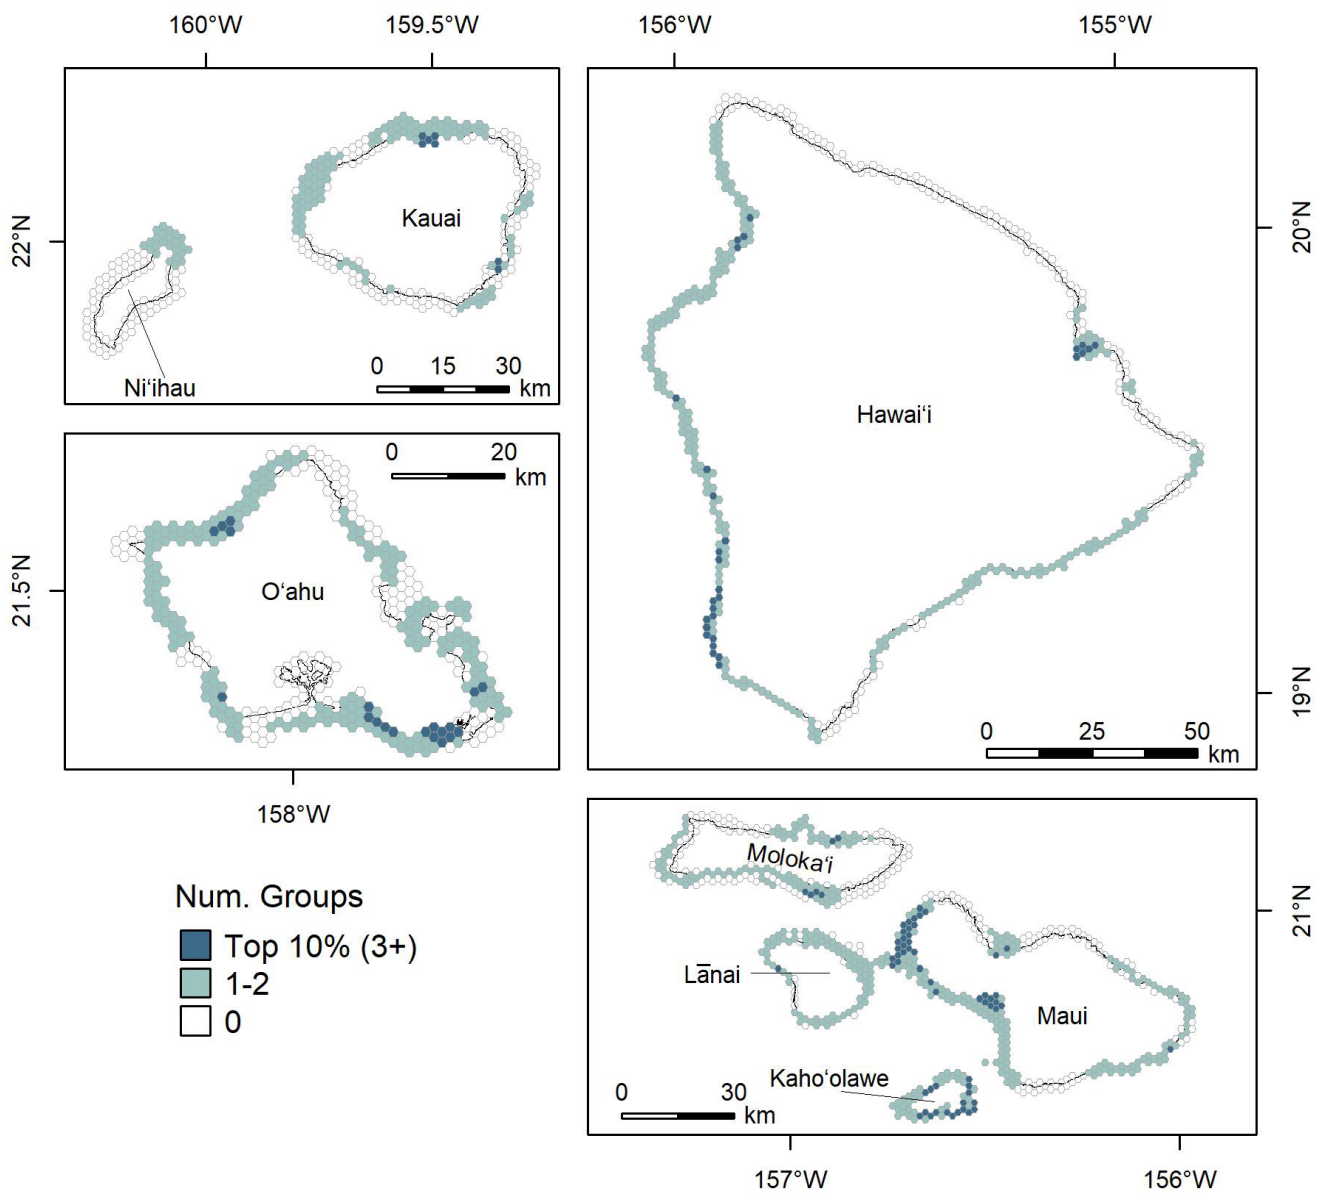 160°W 159.5°W 156°W 155°W
22°N
Kauai
0 15 30
km
Ni‘ihau
20°N
Hawai‘i
19°N
0 25 50
km
0 20
km
O‘ahu
21.5°N
158°W
Num. Groups
Top 10% (3+)
1-2
0
Moloka‘i
21°N
Lānai
Maui
Kaho‘olawe
0 30
km
157°W 156°W